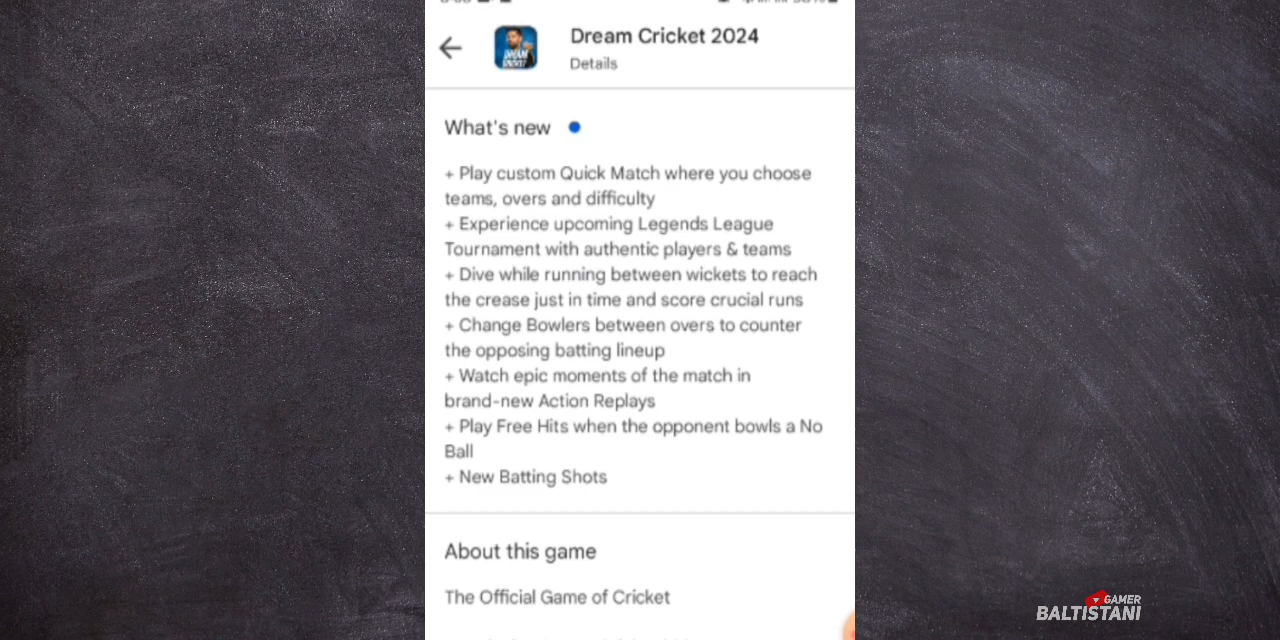 Dream Cricket 2024
Details
What's new
+ Play custom Quick Match where you choose
teams, overs and difficulty
+ Experience upcoming Legends League
Tournament with authentic players & teams
+ Dive while running between wickets to reach
the crease just in time and score crucial runs
+ Change Bowlers between overs to counter
the opposing batting lineup
+ Watch epic moments of the match in
brand-new Action Replays
+ Play Free Hits when the opponent bowls a No
Ball
+ New Batting Shots
About this game
The Official Game of Cricket
GAMER
BALTISTANI